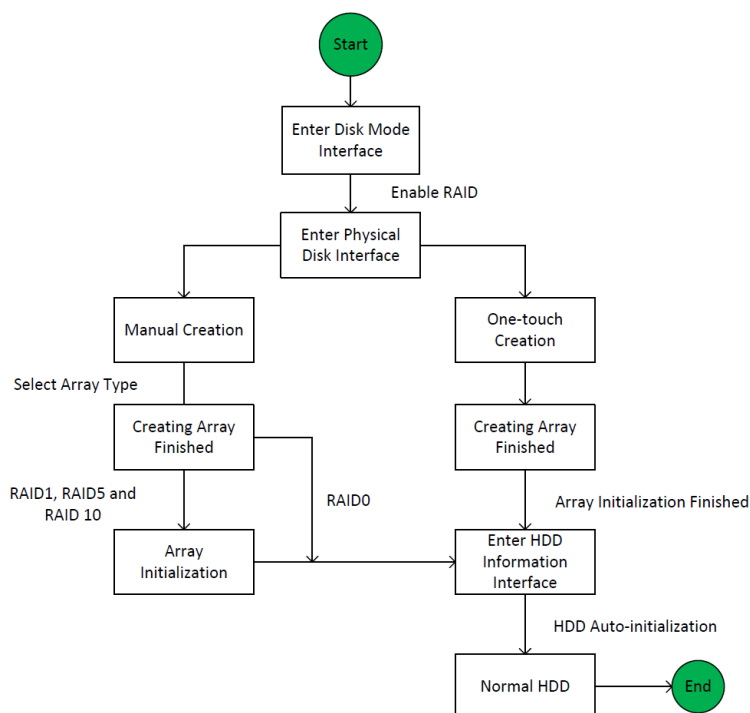 Start
Enter Disk Mode
Interface
Enable RAID
Enter Physical
Disk Interface
Manual Creation
One-touch
Creation
Select Array Type
Creating Array
Finished
Creating Array
Finished
RAID1, RAID5 and
RAID 10
RAID0
Array Initialization Finished
Array
Initialization
Enter HDD
Information
Interface
HDD Auto-initialization
Normal HDD
End